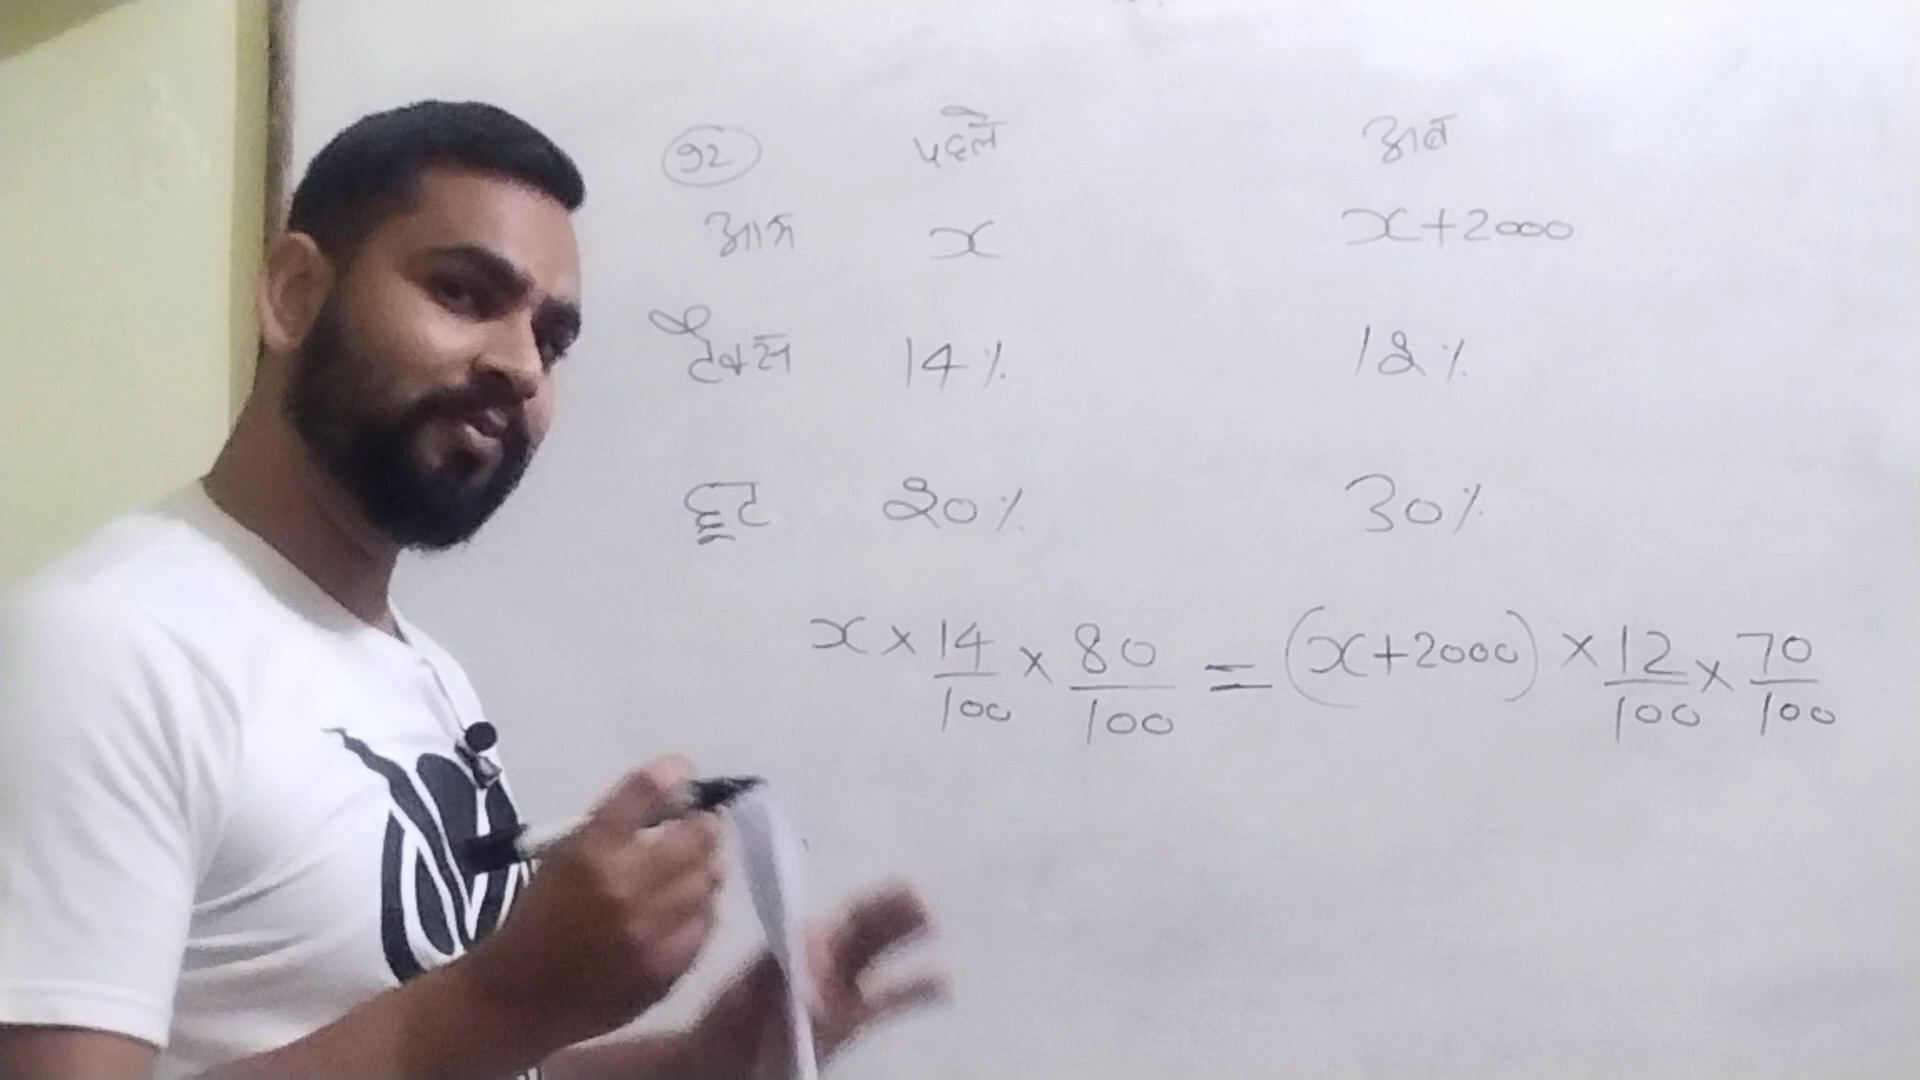 92 पहले अब
आय x x+2000
टैक्स 14% 12%
छूट 20% 30%
x × 14/100 × 80/100 = (x+2000) × 12/100 × 70/100